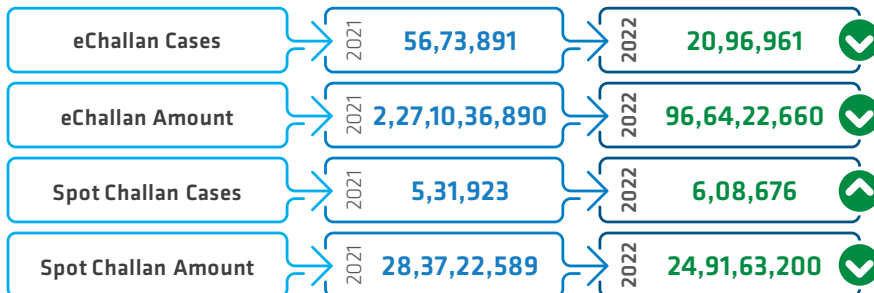 eChallan Cases 2021 56,73,891 2022 20,96,961
eChallan Amount 2021 2,27,10,36,890 2022 96,64,22,660
Spot Challan Cases 2021 5,31,923 2022 6,08,676
Spot Challan Amount 2021 28,37,22,589 2022 24,91,63,200